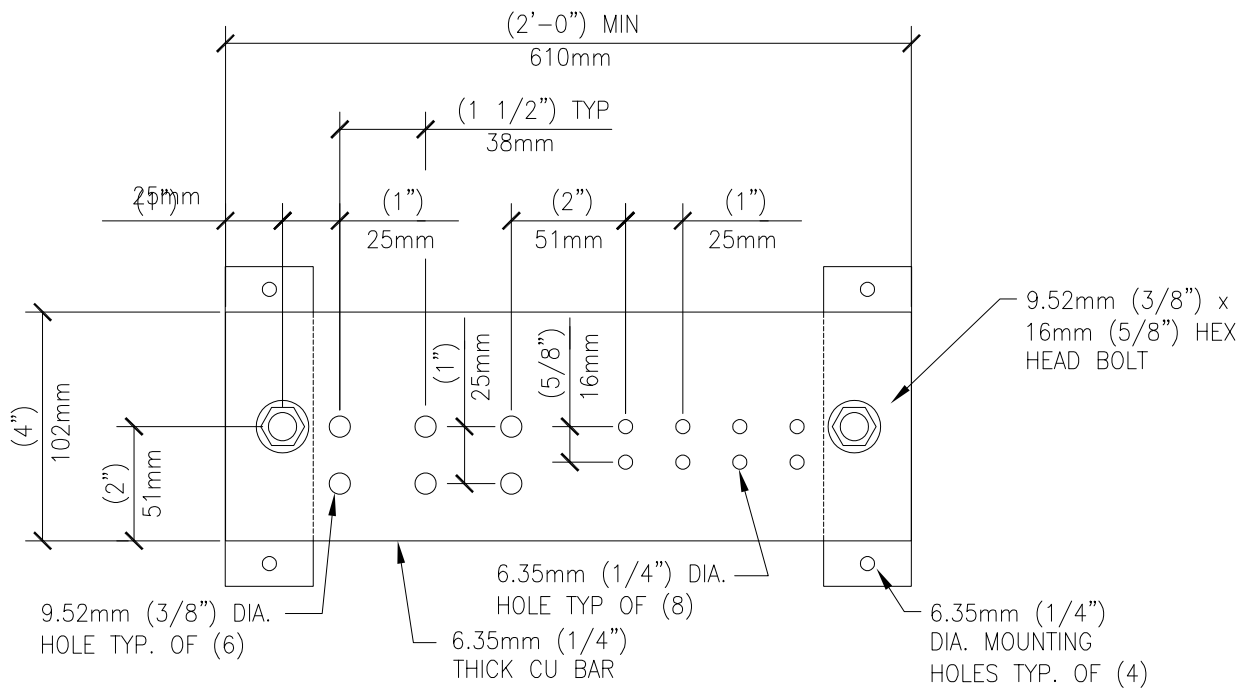 (2'-0") MIN
610mm
(1 1/2") TYP
38mm
25mm
(1")
(1")
25mm
(2")
51mm
(1")
25mm
9.52mm (3/8") x
16mm (5/8") HEX
HEAD BOLT
(4")
102mm
(2")
51mm
(1")
25mm
(5/8")
16mm
9.52mm (3/8") DIA.
HOLE TYP. OF (6)
6.35mm (1/4") DIA.
HOLE TYP OF (8)
6.35mm (1/4")
THICK CU BAR
6.35mm (1/4")
DIA. MOUNTING
HOLES TYP. OF (4)